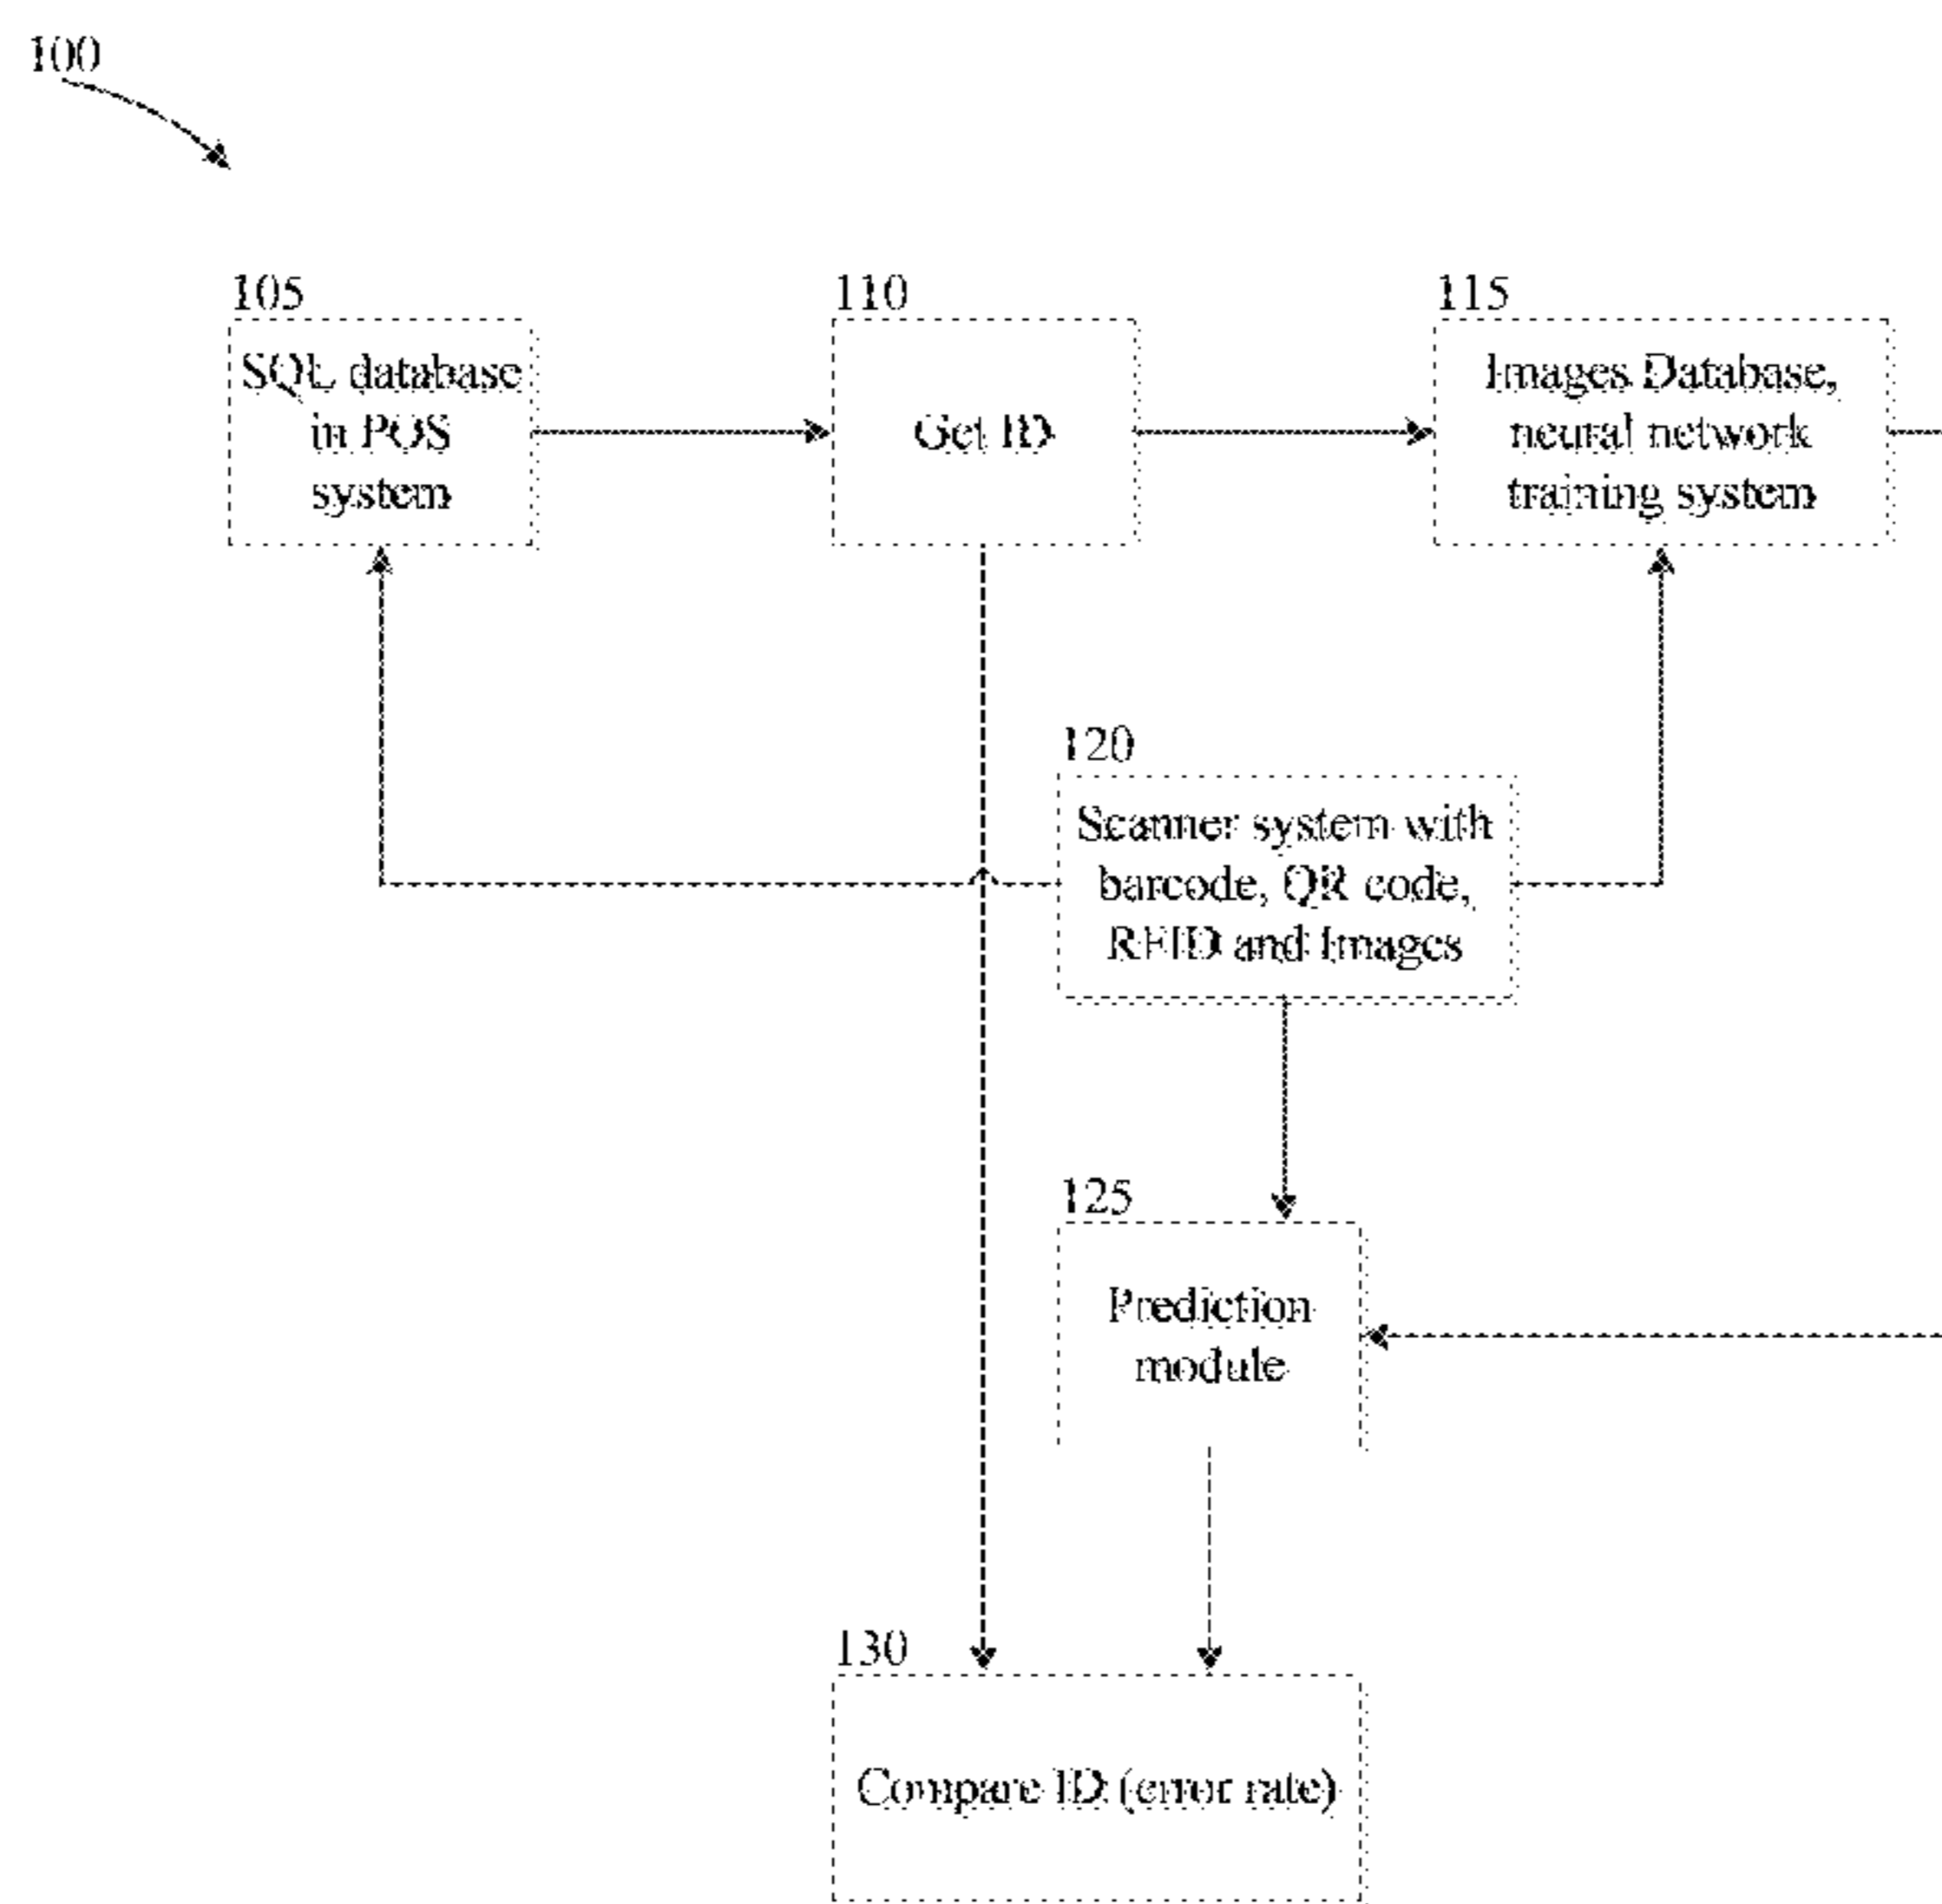 100
105
SQL database
in POS
system
110
Get ID
115
Images Database,
neural network
training system
120
Scanner system with
barcode, QR code,
RFID and Images
125
Prediction
module
130
Compare ID (error rate)